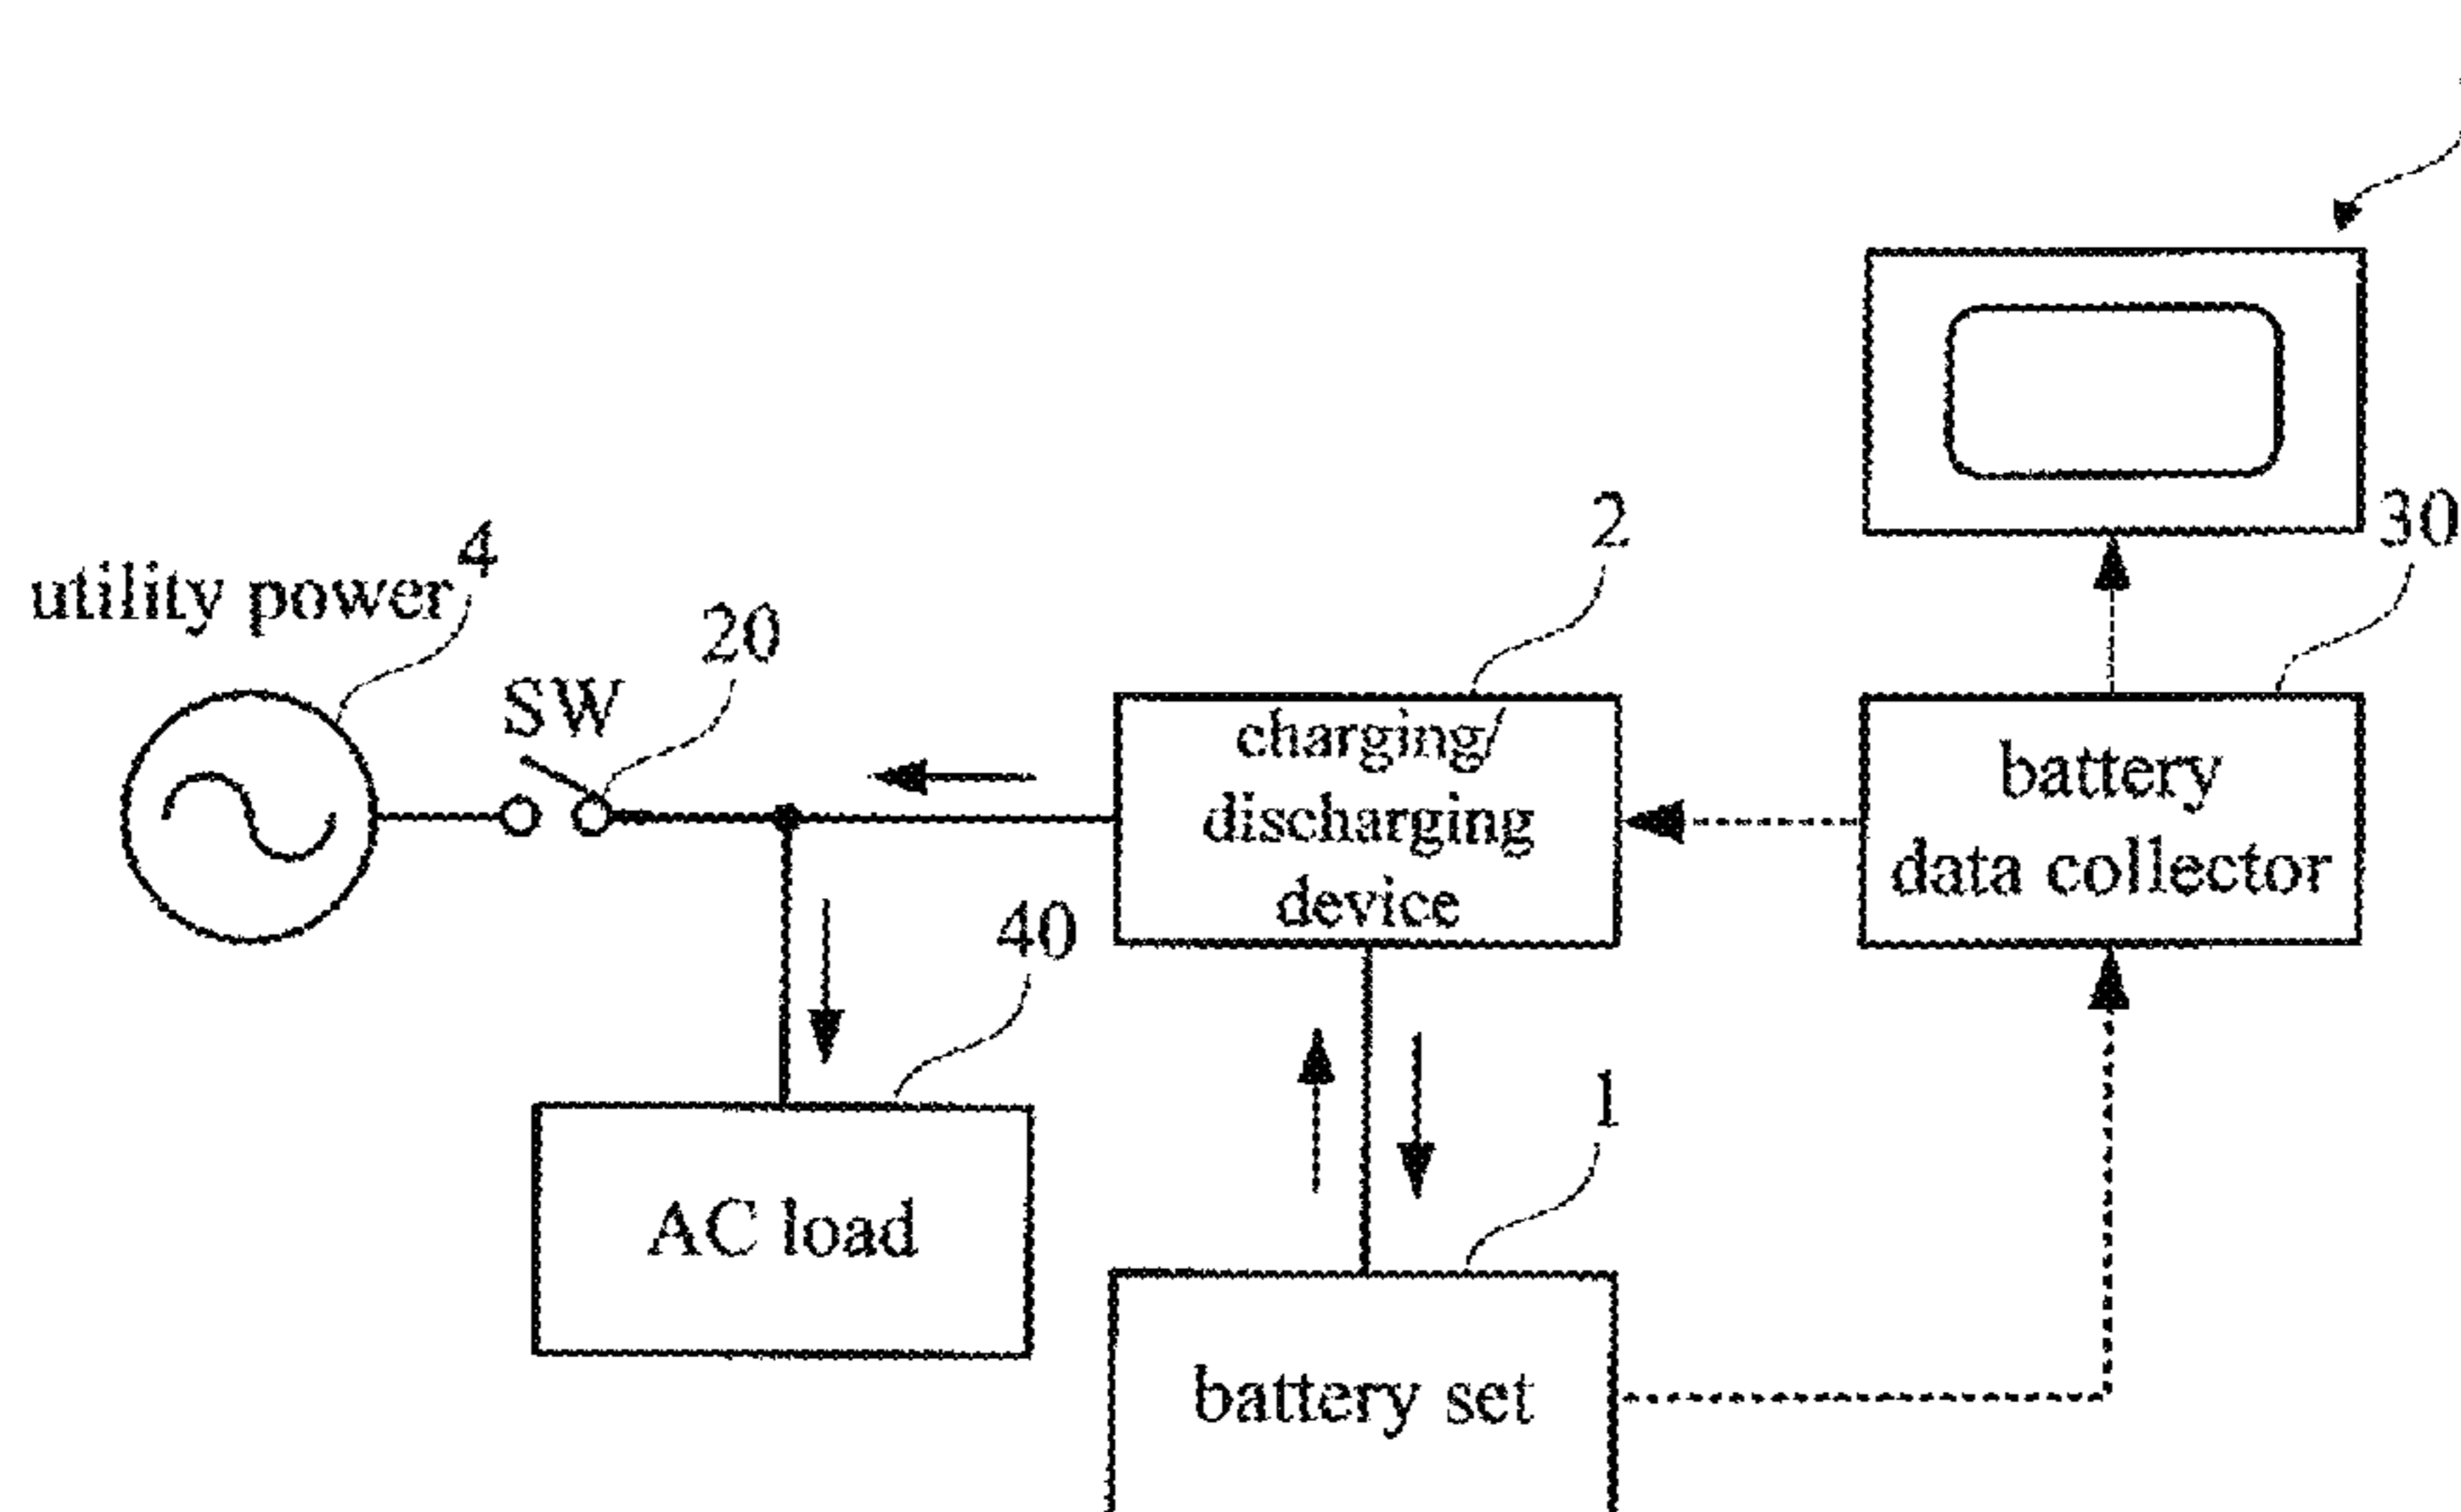 2
30
4
utility power
20
SW
charging/
discharging
device
battery
data collector
40
1
AC load
battery set